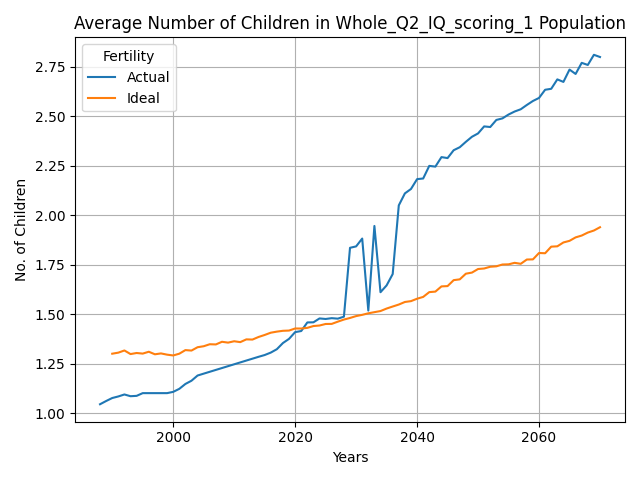 Average Number of Children in Whole_Q2_IQ_scoring_1 Population
Fertility
Actual
Ideal
2.75
2.50
2.25
2.00
1.75
1.50
1.25
1.00
No. of Children
2000
2020
2040
2060
Years